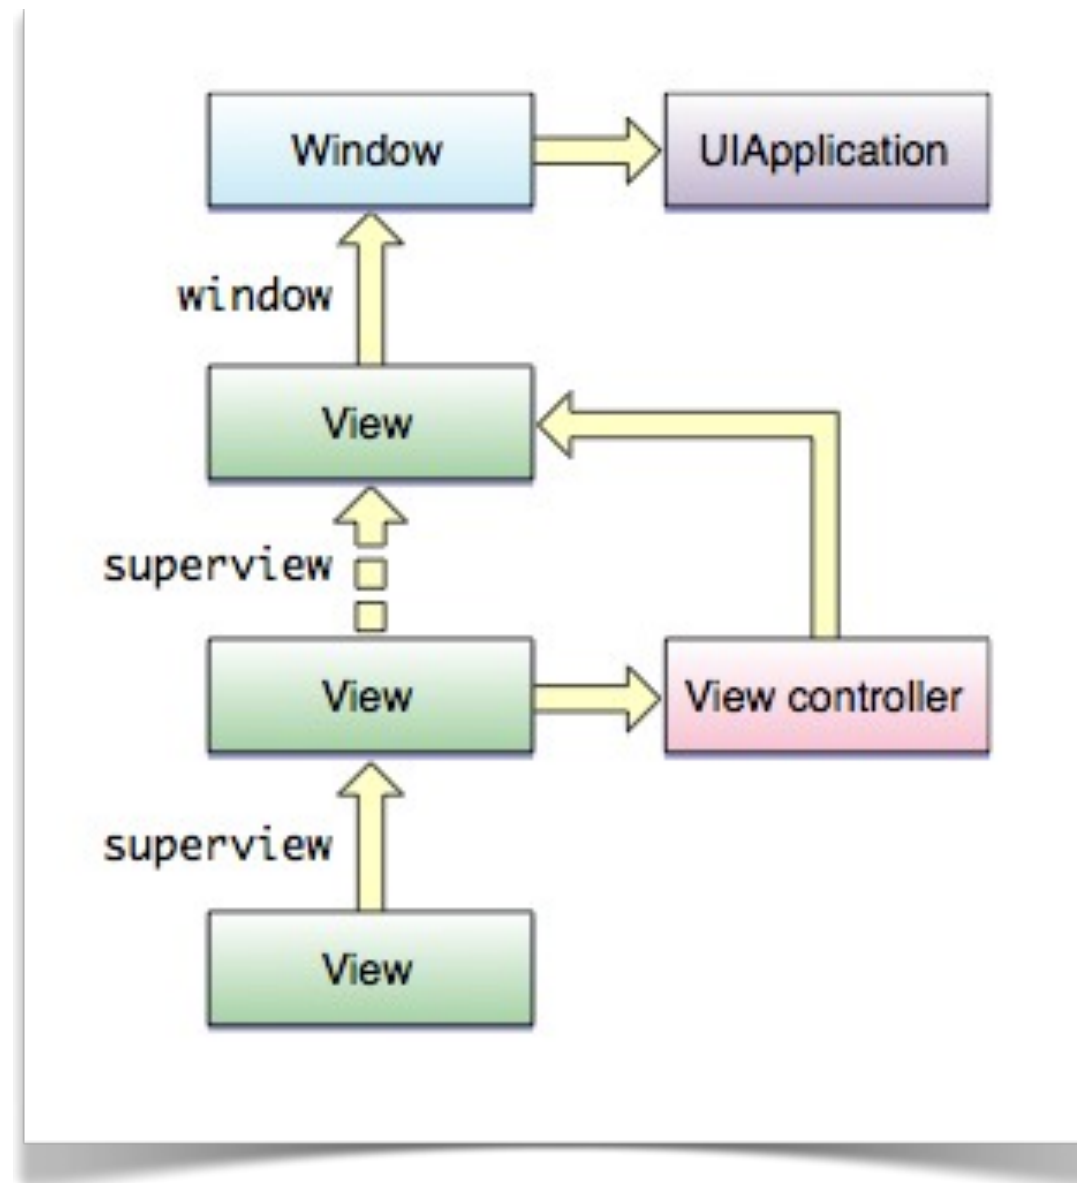 Window
UIApplication
window
View
superview
View
View controller
superview
View